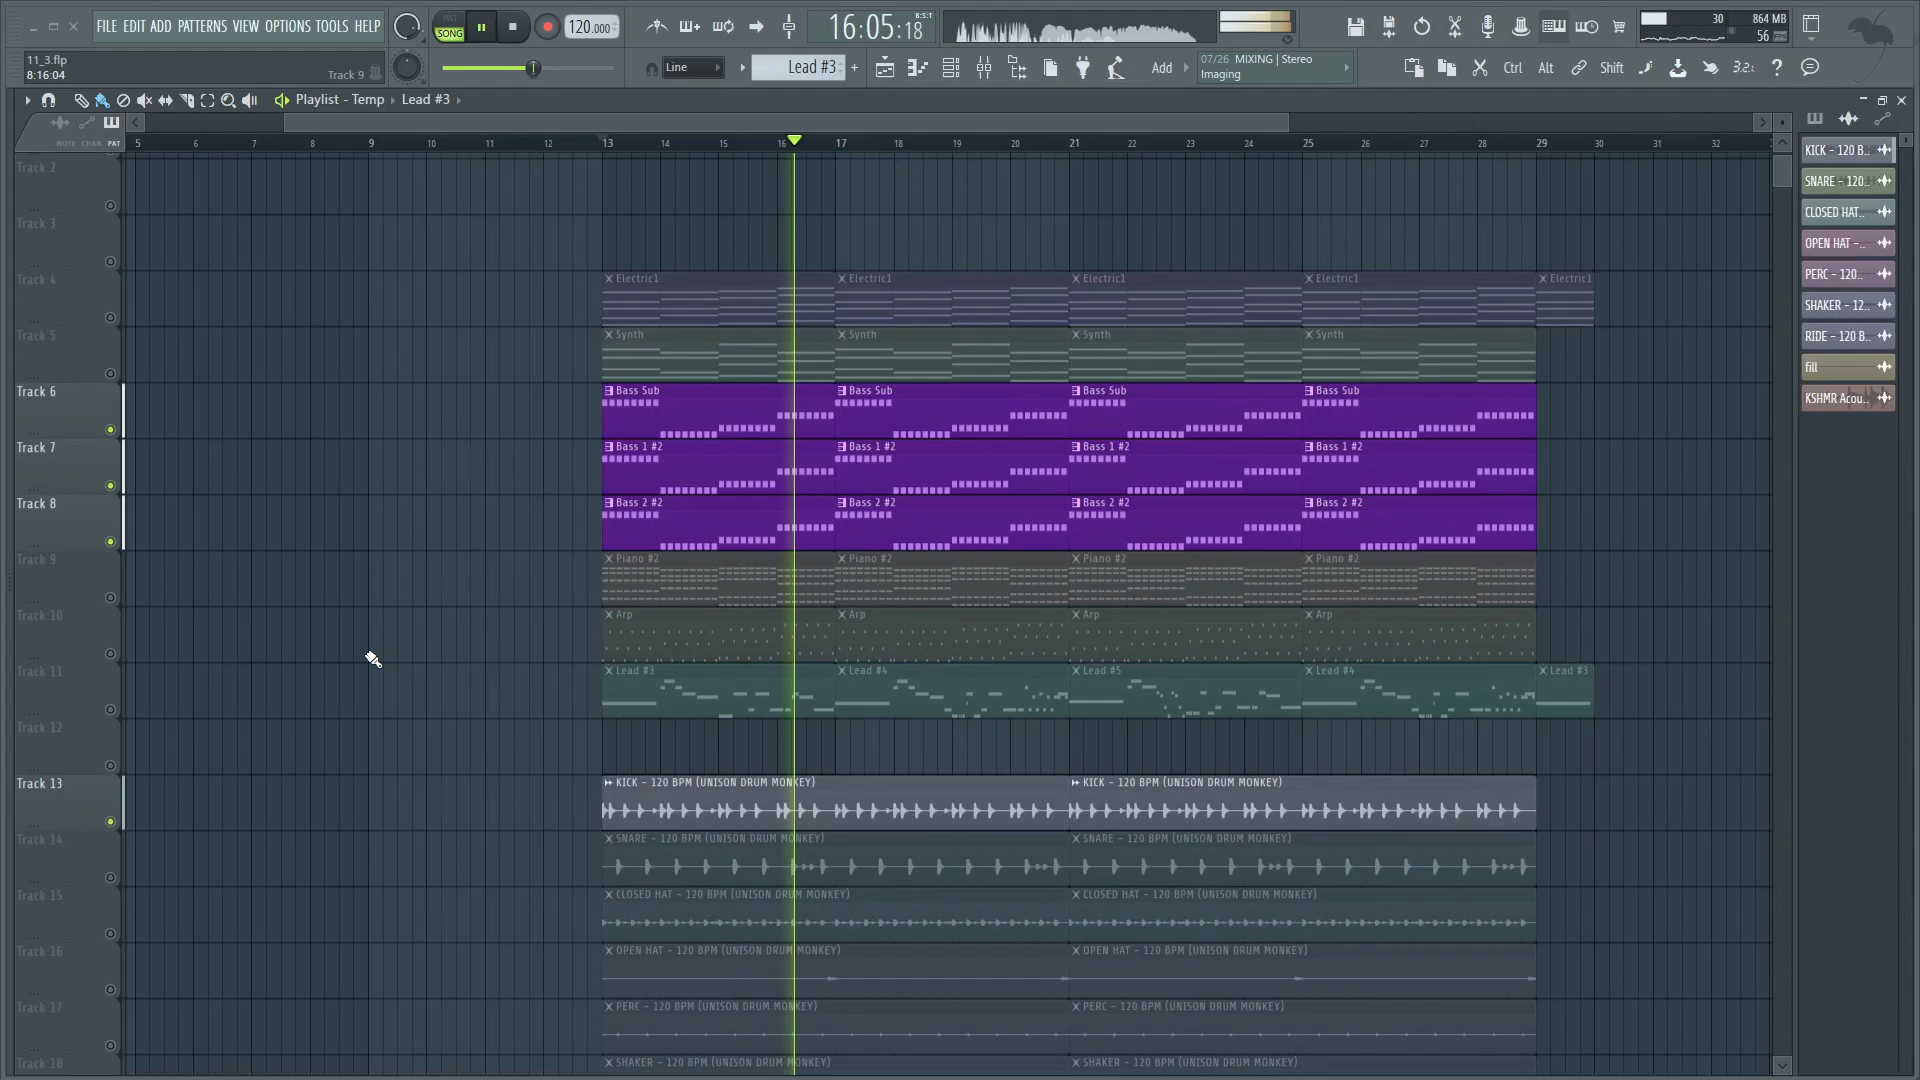 FILE EDIT ADD PATTERNS VIEW OPTIONS TOOLS HELP
PAT
SONG
120.000
16:05:18
B:S:T
30
864 MB
56
11_3.flp
8:16:04
Track 9
Line
Lead #3
Add
07/26 MIXING | Stereo
Imaging
Ctrl
Alt
Shift
Playlist - Temp
Lead #3
NOTE CHAN PAT
5 6 7 8 9 10 11 12 13 14 15 16 17 18 19 20 21 22 23 24 25 26 27 28 29 30 31 32
Track 2
Track 3
Track 4
Electric1 Electric1 Electric1 Electric1 Electric1
Track 5
Synth Synth Synth Synth
Track 6
Bass Sub Bass Sub Bass Sub Bass Sub
Track 7
Bass 1 #2 Bass 1 #2 Bass 1 #2 Bass 1 #2
Track 8
Bass 2 #2 Bass 2 #2 Bass 2 #2 Bass 2 #2
Track 9
Piano #2 Piano #2 Piano #2 Piano #2
Track 10
Arp Arp Arp Arp
Track 11
Lead #3 Lead #4 Lead #5 Lead #4 Lead #3
Track 12
Track 13
KICK - 120 BPM (UNISON DRUM MONKEY) KICK - 120 BPM (UNISON DRUM MONKEY)
Track 14
SNARE - 120 BPM (UNISON DRUM MONKEY) SNARE - 120 BPM (UNISON DRUM MONKEY)
Track 15
CLOSED HAT - 120 BPM (UNISON DRUM MONKEY) CLOSED HAT - 120 BPM (UNISON DRUM MONKEY)
Track 16
OPEN HAT - 120 BPM (UNISON DRUM MONKEY) OPEN HAT - 120 BPM (UNISON DRUM MONKEY)
Track 17
PERC - 120 BPM (UNISON DRUM MONKEY) PERC - 120 BPM (UNISON DRUM MONKEY)
Track 18
SHAKER - 120 BPM (UNISON DRUM MONKEY) SHAKER - 120 BPM (UNISON DRUM MONKEY)
KICK - 120 B..
SNARE - 120..
CLOSED HAT..
OPEN HAT -..
PERC - 120..
SHAKER - 12..
RIDE - 120 B..
fill
KSHMR Acou..